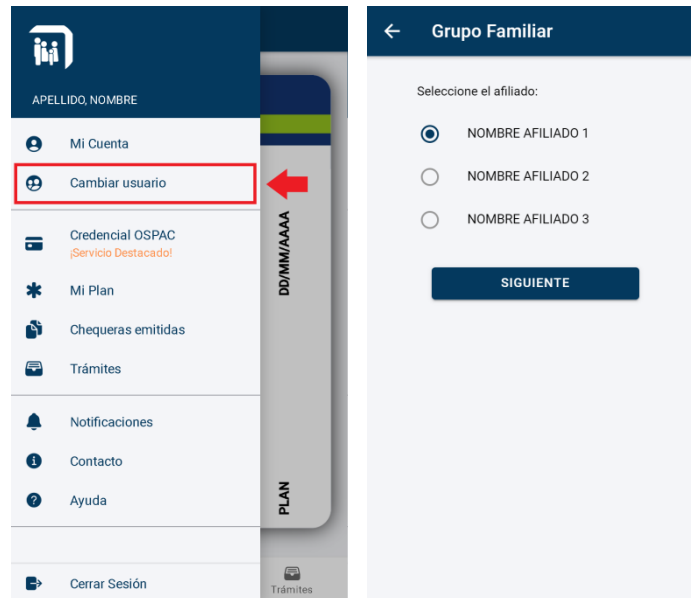 APELLIDO, NOMBRE
Mi Cuenta
Cambiar usuario
Credencial OSPAC
¡Servicio Destacado!
Mi Plan
Chequeras emitidas
Trámites
Notificaciones
Contacto
Ayuda
Cerrar Sesión
DD/MM/AAAA
PLAN
Trámites
Grupo Familiar
Seleccione el afiliado:
NOMBRE AFILIADO 1
NOMBRE AFILIADO 2
NOMBRE AFILIADO 3
SIGUIENTE